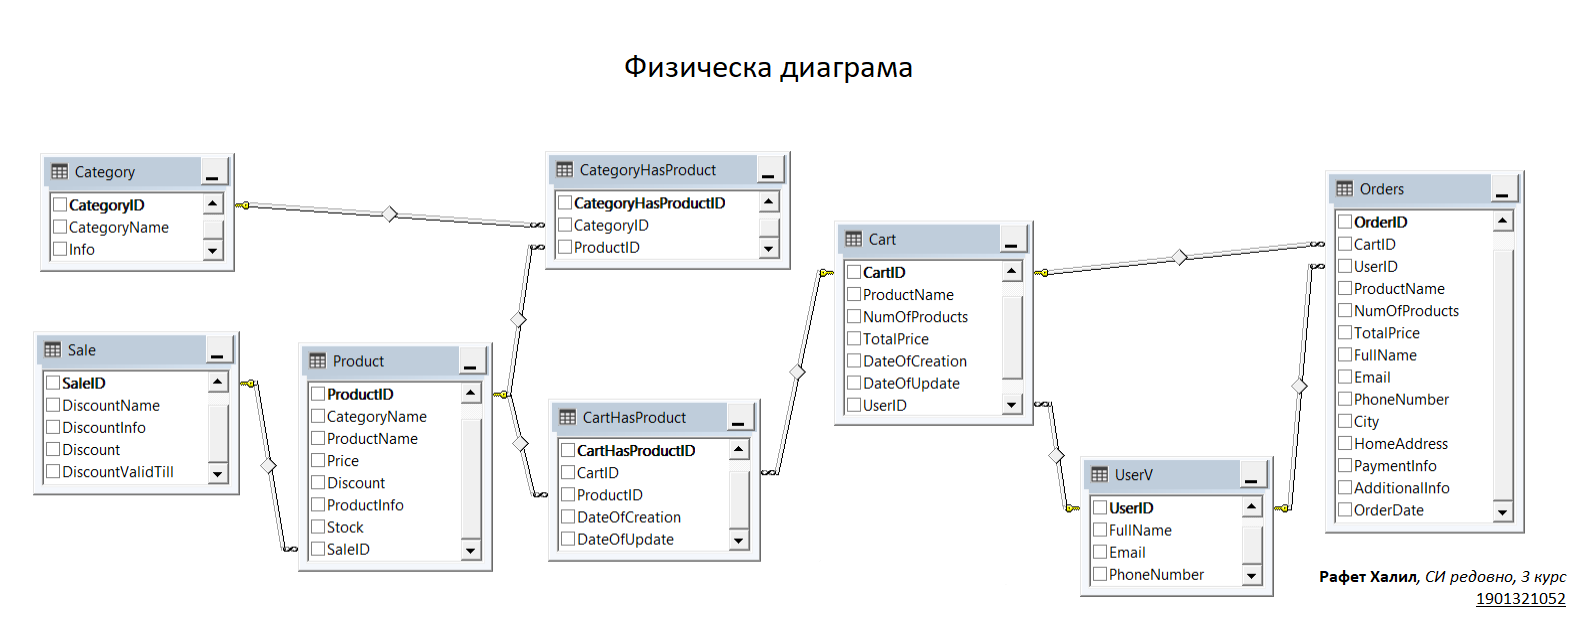 Физическа диаграма
Category
CategoryID
CategoryName
Info
CategoryHasProduct
CategoryHasProductID
CategoryID
ProductID
Cart
CartID
ProductName
NumOfProducts
TotalPrice
DateOfCreation
DateOfUpdate
UserID
Orders
OrderID
CartID
UserID
ProductName
NumOfProducts
TotalPrice
FullName
Email
PhoneNumber
City
HomeAddress
PaymentInfo
AdditionalInfo
OrderDate
Sale
SaleID
DiscountName
DiscountInfo
Discount
DiscountValidTill
Product
ProductID
CategoryName
ProductName
Price
Discount
ProductInfo
Stock
SaleID
CartHasProduct
CartHasProductID
CartID
ProductID
DateOfCreation
DateOfUpdate
UserV
UserID
FullName
Email
PhoneNumber
Рафет Халил, СИ редовно, 3 курс
1901321052